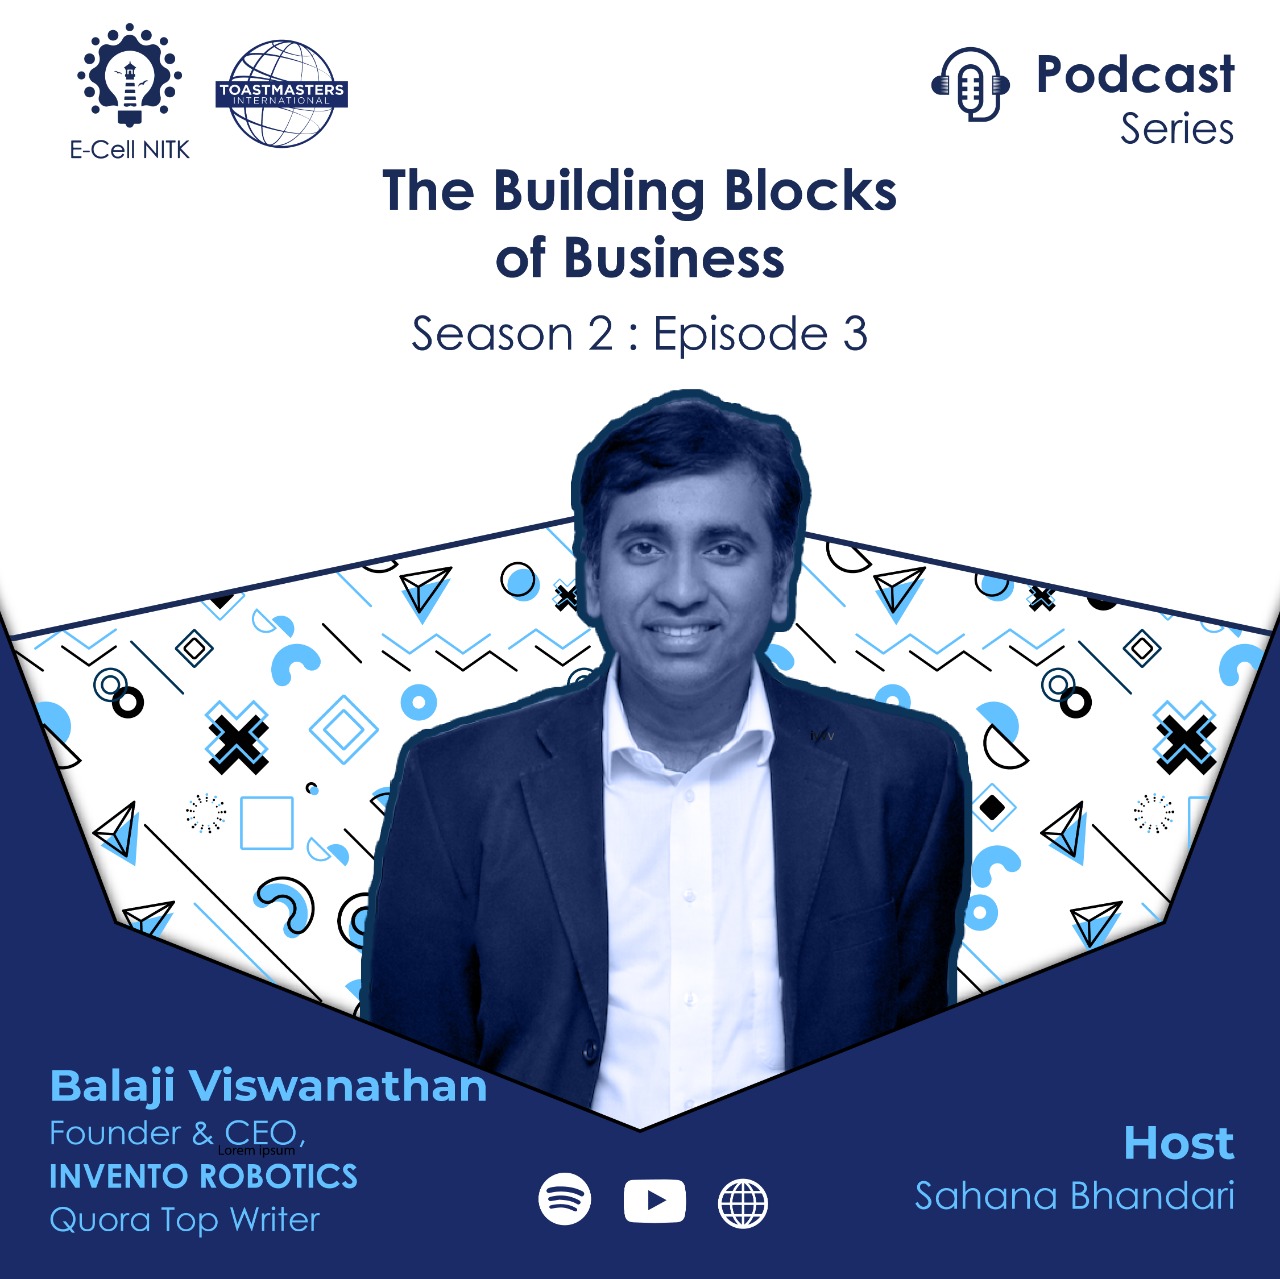 E-Cell NITK
TOASTMASTERS
INTERNATIONAL
Podcast
Series
The Building Blocks
of Business
Season 2 : Episode 3
Balaji Viswanathan
Founder & CEO,
Lorem ipsum
INVENTO ROBOTICS
Quora Top Writer
Host
Sahana Bhandari